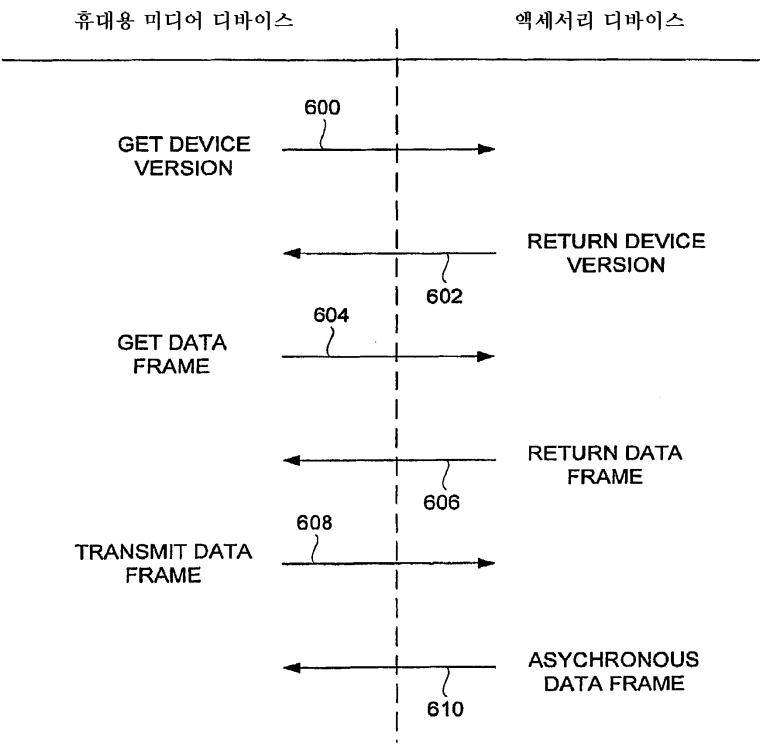 휴대용 미디어 디바이스
액세서리 디바이스
600
GET DEVICE
VERSION
RETURN DEVICE
VERSION
602
604
GET DATA
FRAME
RETURN DATA
FRAME
606
608
TRANSMIT DATA
FRAME
ASYCHRONOUS
DATA FRAME
610